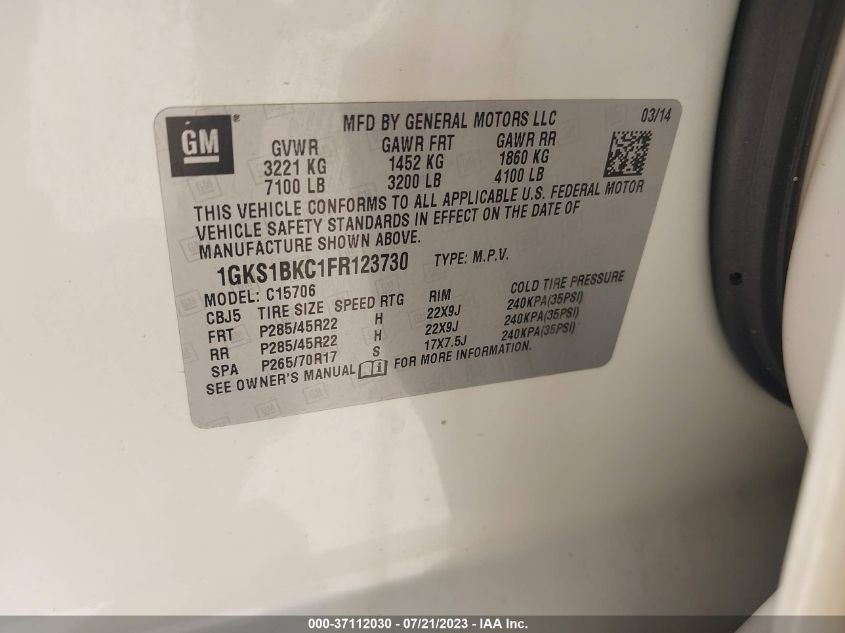 GM ®
MFD BY GENERAL MOTORS LLC 03/14
GVWR GAWR FRT GAWR RR
3221 KG 1452 KG 1860 KG
7100 LB 3200 LB 4100 LB
THIS VEHICLE CONFORMS TO ALL APPLICABLE U.S. FEDERAL MOTOR
VEHICLE SAFETY STANDARDS IN EFFECT ON THE DATE OF
MANUFACTURE SHOWN ABOVE.
1GKS1BKC1FR123730 TYPE: M.P.V.
MODEL: C15706
CBJ5 TIRE SIZE SPEED RTG RIM COLD TIRE PRESSURE
FRT P285/45R22 H 22X9J 240KPA(35PSI)
RR P285/45R22 H 22X9J 240KPA(35PSI)
SPA P265/70R17 S 17X7.5J 240KPA(35PSI)
SEE OWNER'S MANUAL FOR MORE INFORMATION.
000-37112030 - 07/21/2023 - IAA Inc.